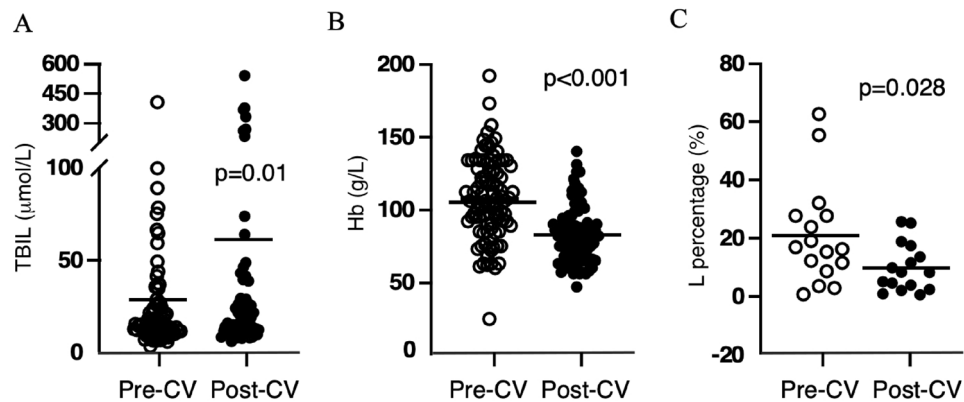 A
TBIL (μmol/L)
600
450
300
100
50
0
p=0.01
Pre-CV
Post-CV
B
Hb (g/L)
200
150
100
50
0
p<0.001
Pre-CV
Post-CV
C
L percentage (%)
80
60
40
20
0
-20
p=0.028
Pre-CV
Post-CV